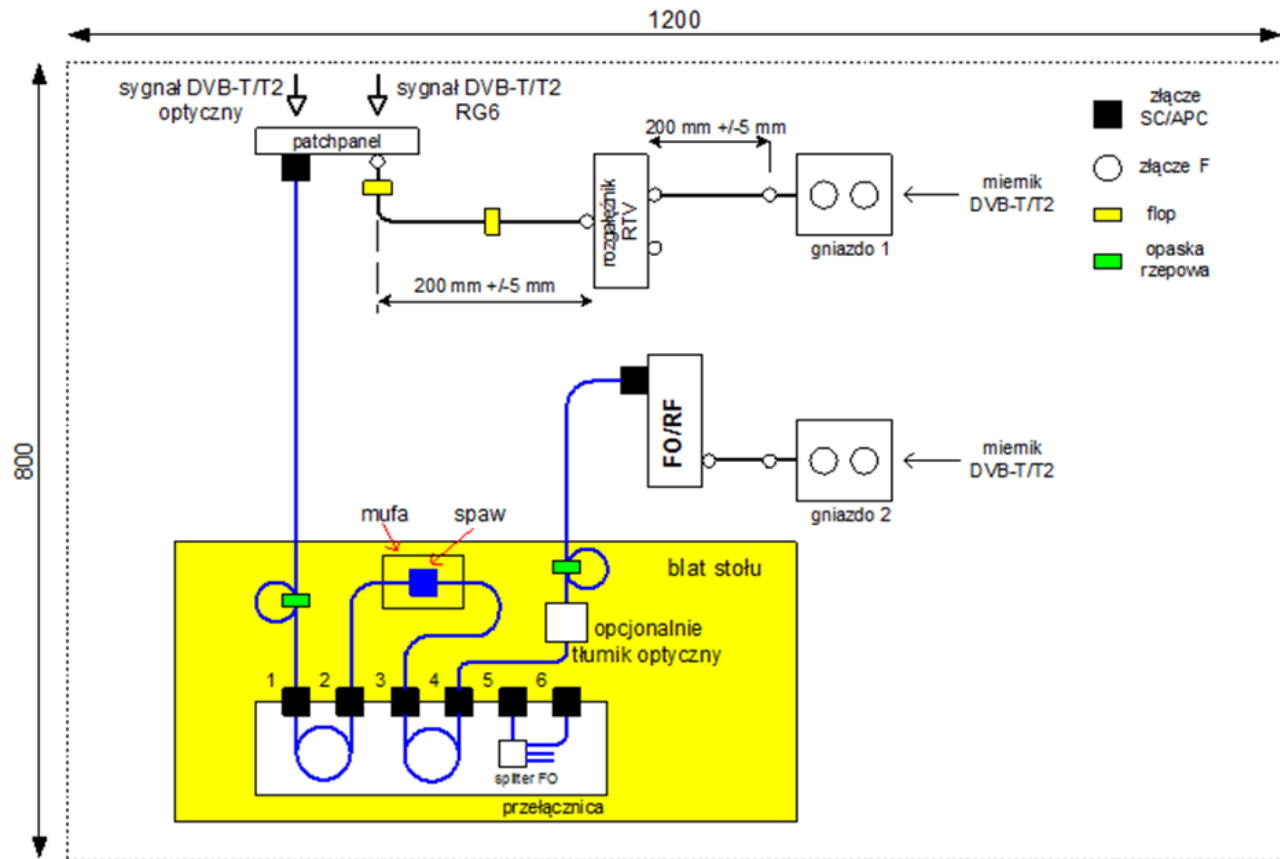 1200
sygnał DVB-T/T2
optyczny
sygnał DVB-T/T2
RG6
patchpanel
200 mm +/-5 mm
rozgałęźnik
RTV
gniazdo 1
miernik
DVB-T/T2
złącze
SC/APC
złącze F
flop
opaska
rzepowa
200 mm +/-5 mm
800
FO/RF
gniazdo 2
miernik
DVB-T/T2
mufa
spaw
blat stołu
opcjonalnie
tłumik optyczny
1
2
3
4
5
6
spliter FO
przełącznica